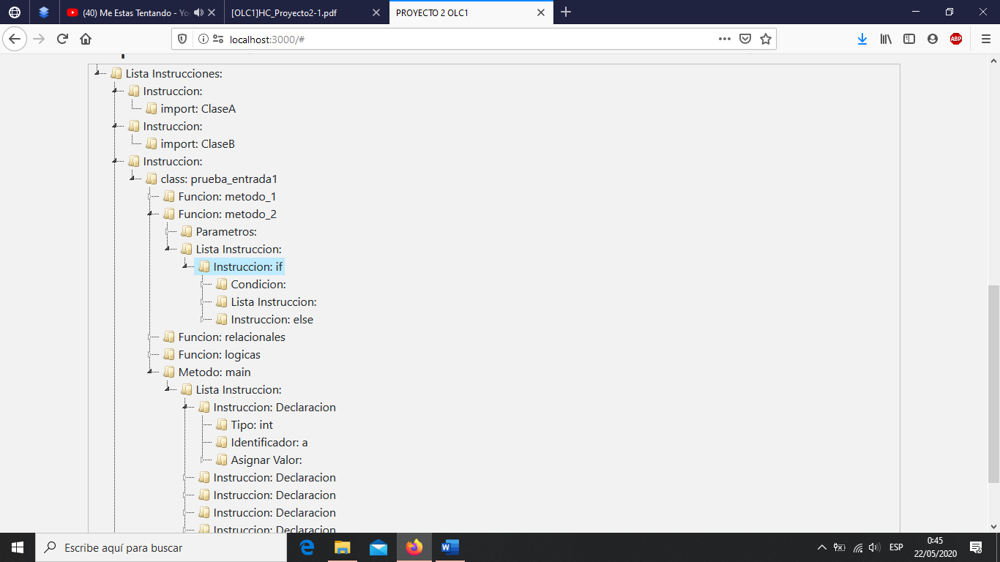 (40) Me Estas Tentando - Yo
[OLC1]HC_Proyecto2-1.pdf
PROYECTO 2 OLC1
localhost:3000/#
ABP
Lista Instrucciones:
Instruccion:
import: ClaseA
Instruccion:
import: ClaseB
Instruccion:
class: prueba_entrada1
Funcion: metodo_1
Funcion: metodo_2
Parametros:
Lista Instruccion:
Instruccion: if
Condicion:
Lista Instruccion:
Instruccion: else
Funcion: relacionales
Funcion: logicas
Metodo: main
Lista Instruccion:
Instruccion: Declaracion
Tipo: int
Identificador: a
Asignar Valor:
Instruccion: Declaracion
Instruccion: Declaracion
Instruccion: Declaracion
Instruccion: Declaracion
Escribe aquí para buscar
ESP
0:45
22/05/2020